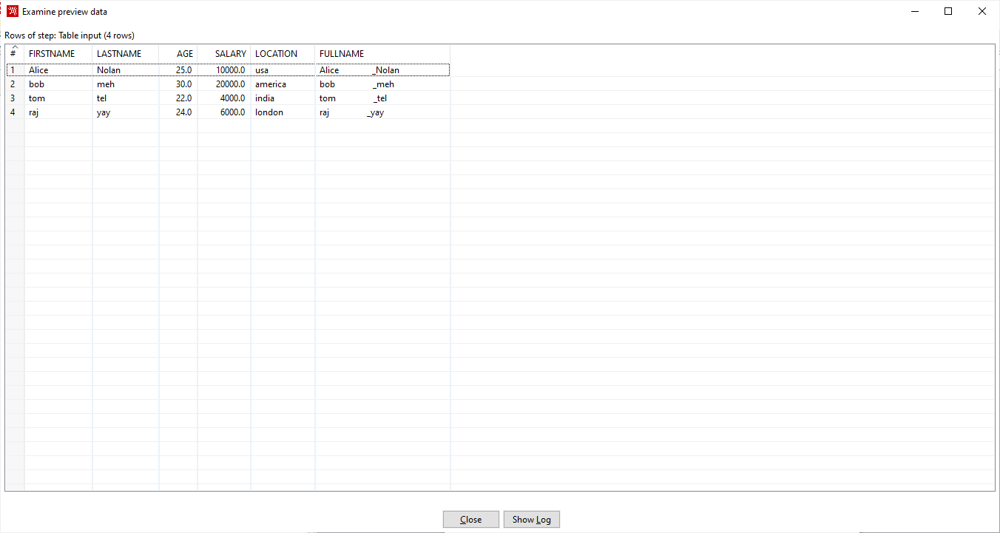 Examine preview data
Rows of step: Table input (4 rows)
# FIRSTNAME LASTNAME AGE SALARY LOCATION FULLNAME
1 Alice Nolan 25.0 10000.0 usa Alice _Nolan
2 bob meh 30.0 20000.0 america bob _meh
3 tom tel 22.0 4000.0 india tom _tel
4 raj yay 24.0 6000.0 london raj _yay
Close Show Log